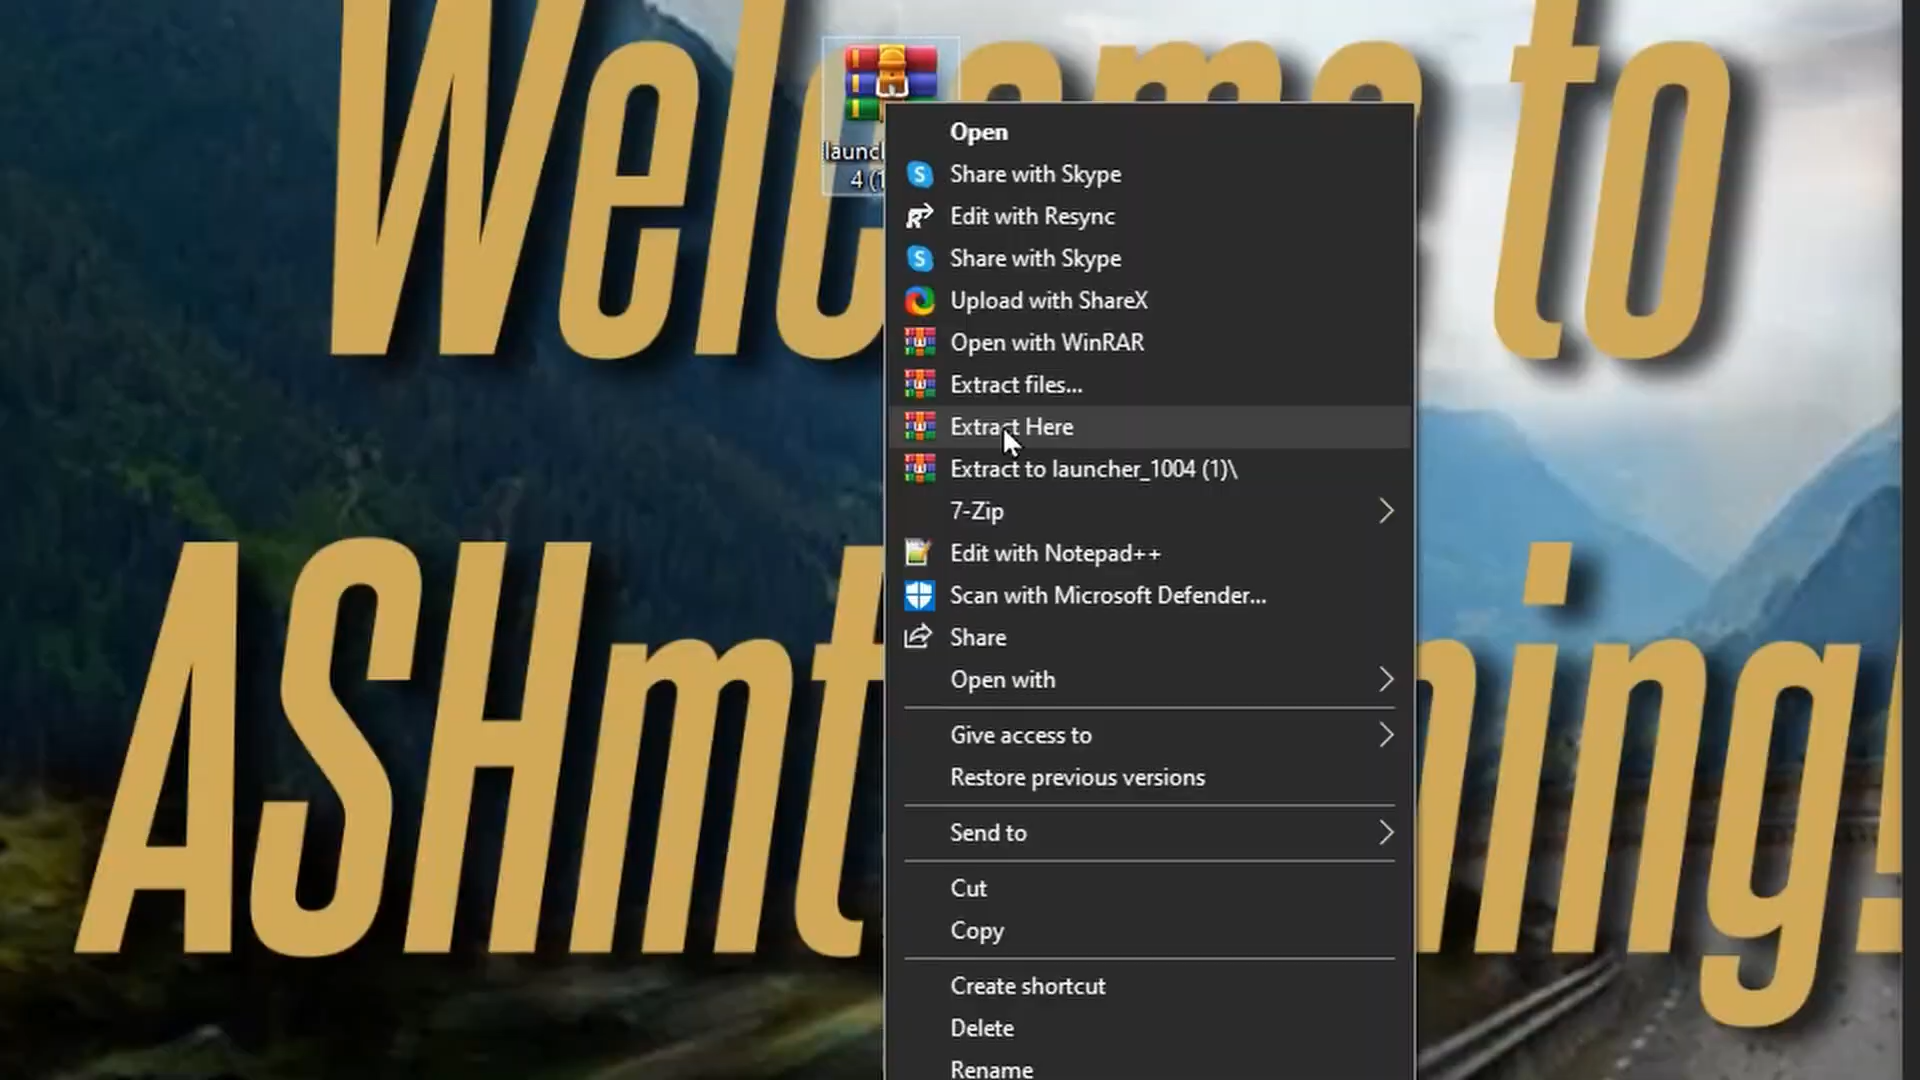 Welcome to
launc
4 (1
Open
Share with Skype
Edit with Resync
Share with Skype
Upload with ShareX
Open with WinRAR
Extract files...
Extract Here
Extract to launcher_1004 (1)\
7-Zip
Edit with Notepad++
Scan with Microsoft Defender...
Share
Open with
Give access to
Restore previous versions
Send to
Cut
Copy
Create shortcut
Delete
Rename
ASHmt ning!